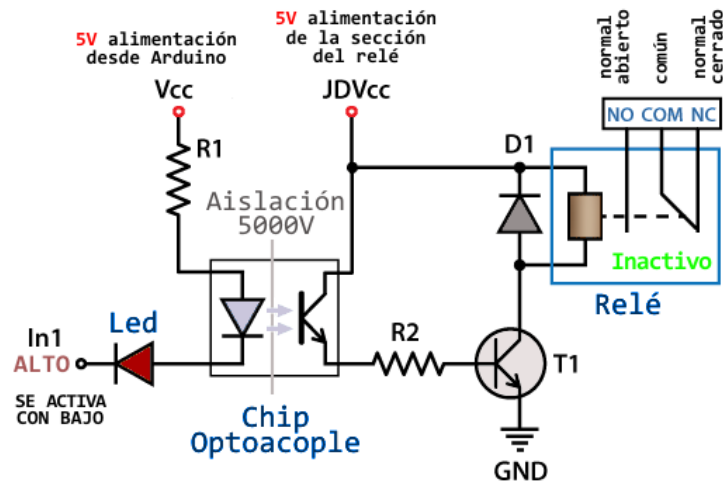 5V alimentación
desde Arduino
Vcc
5V alimentación
de la sección
del relé
JDVcc
normal
abierto
común
normal
cerrado
NO COM NC
R1
D1
Aislación
5000V
Inactivo
Relé
Led
In1
ALTO
SE ACTIVA
CON BAJO
R2
T1
Chip
Optoacople
GND